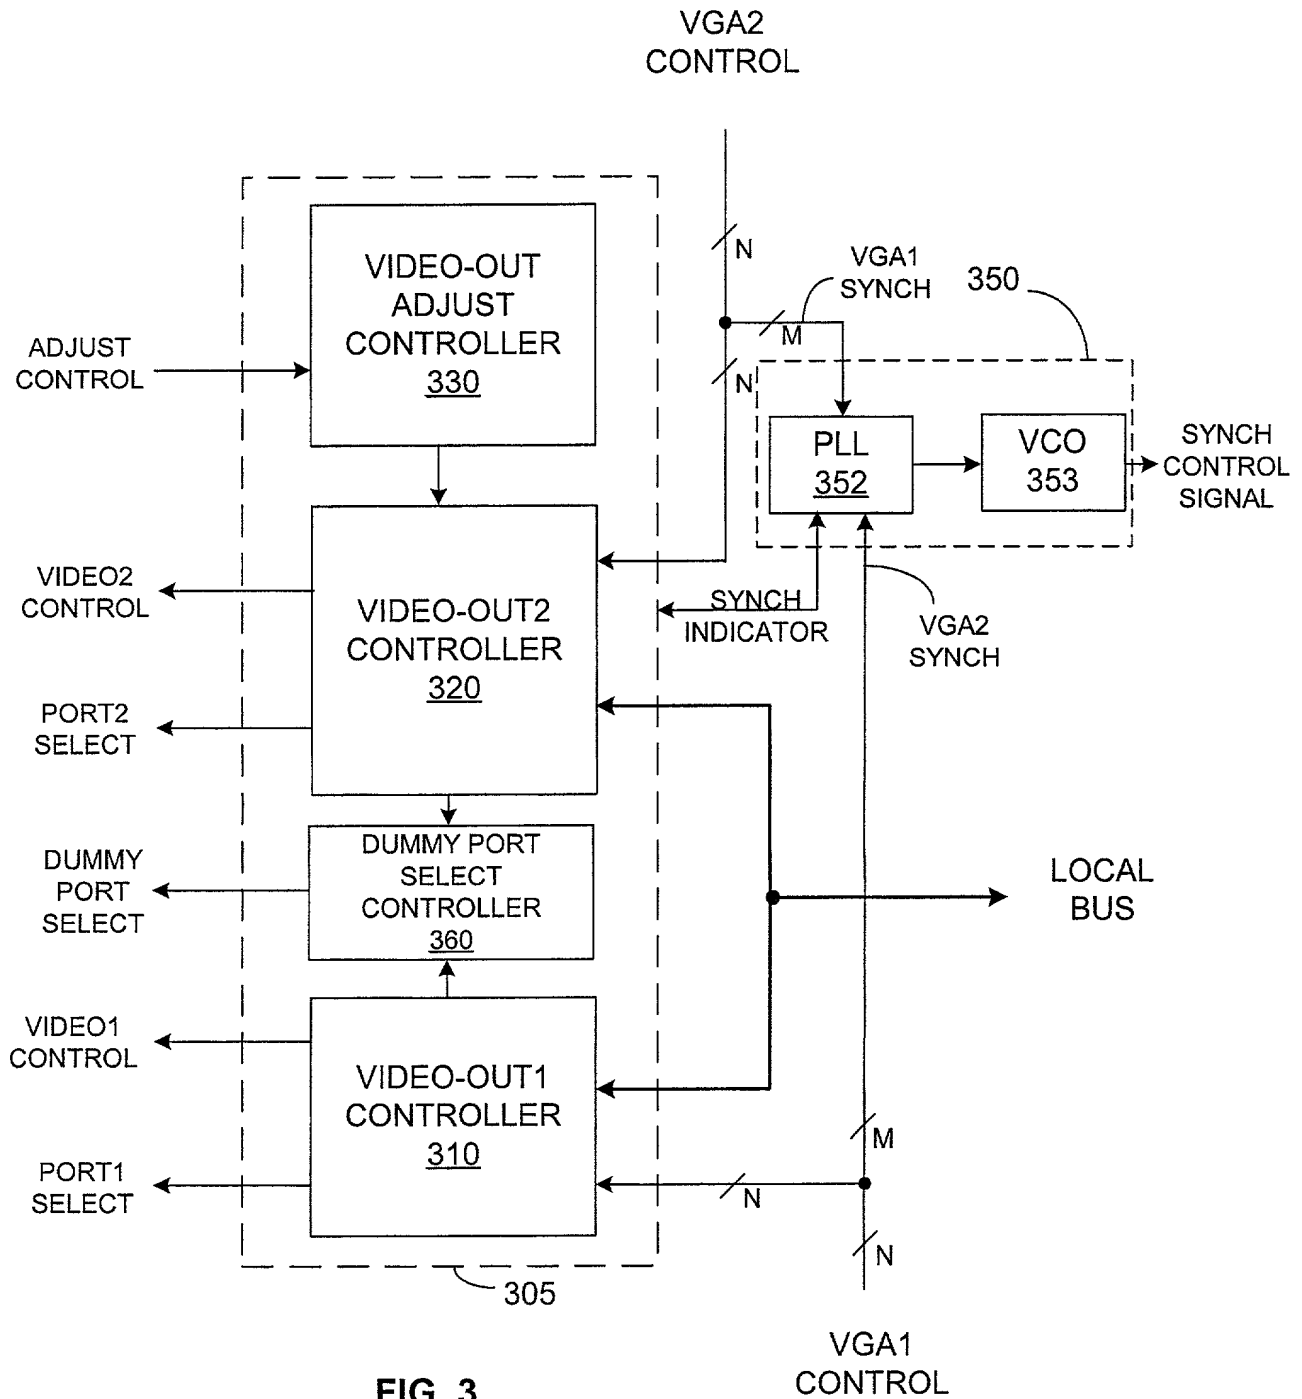 VGA2
CONTROL
N
M
VGA1
SYNCH
350
N
VIDEO-OUT
ADJUST
CONTROLLER
330
ADJUST
CONTROL
PLL
352
VCO
353
SYNCH
CONTROL
SIGNAL
VIDEO2
CONTROL
VIDEO-OUT2
CONTROLLER
320
SYNCH
INDICATOR
VGA2
SYNCH
PORT2
SELECT
DUMMY
PORT
SELECT
DUMMY PORT
SELECT
CONTROLLER
360
LOCAL
BUS
VIDEO1
CONTROL
VIDEO-OUT1
CONTROLLER
310
M
PORT1
SELECT
N
N
305
VGA1
CONTROL
FIG. 3